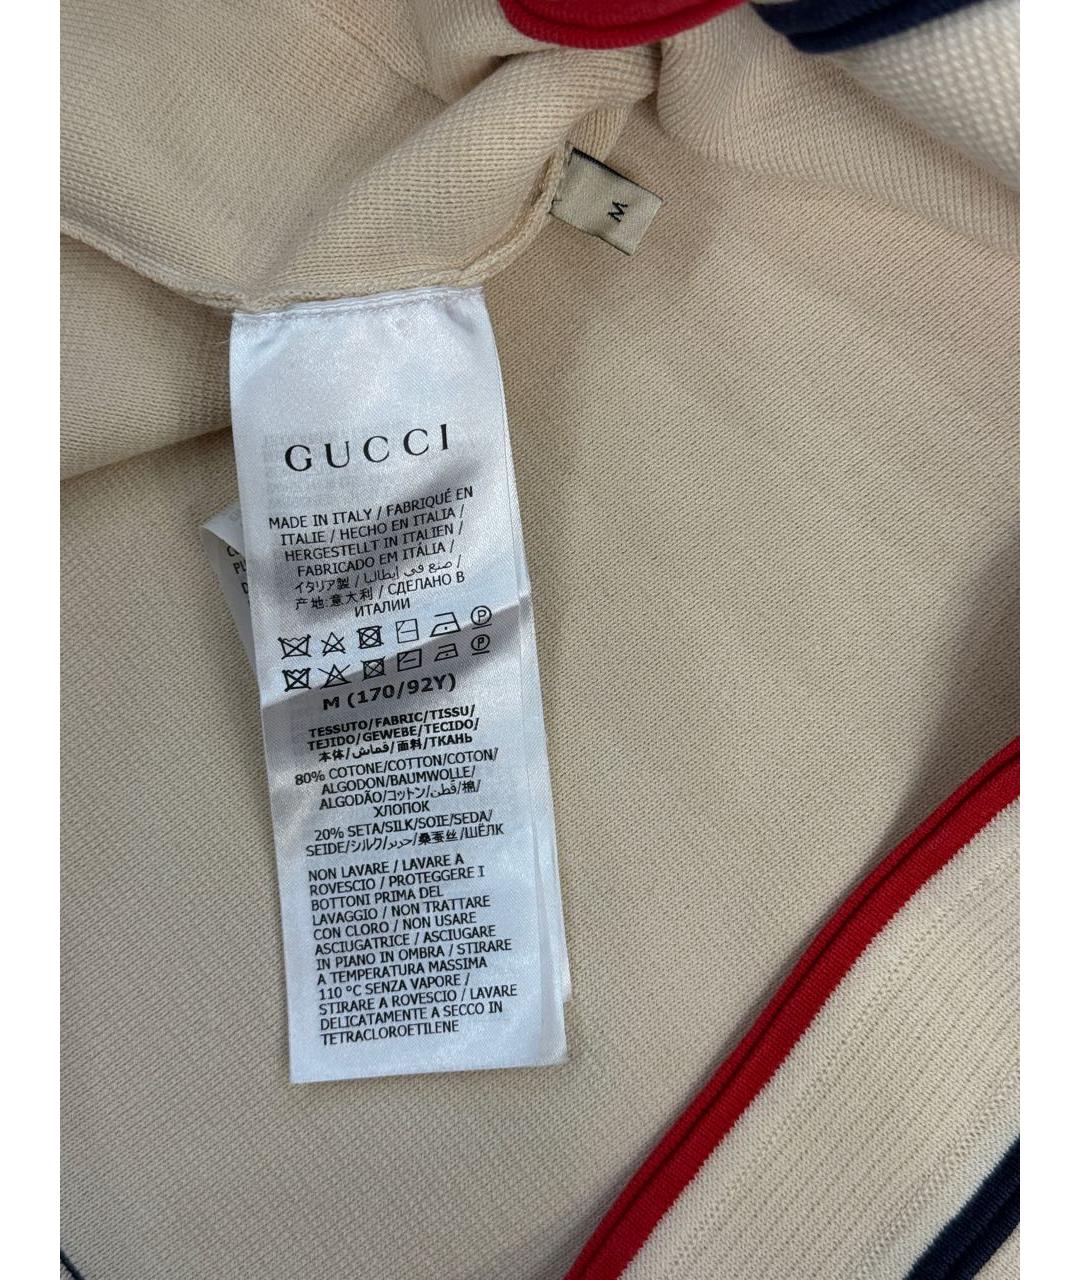 M
GUCCI
MADE IN ITALY / FABRIQUÉ EN
ITALIE / HECHO EN ITALIA /
HERGESTELLT IN ITALIEN /
FABRICADO EM ITÁLIA /
イタリア製 / صنع في إيطاليا /
产地:意大利 / СДЕЛАНО В
ИТАЛИИ
P
P
M (170/92Y)
TESSUTO/FABRIC/TISSU/
TEJIDO/GEWEBE/TECIDO/
本体/قماش/面料/ТКАНЬ
80% COTONE/COTTON/COTON/
ALGODON/BAUMWOLLE/
ALGODÃO/コットン/قطن/棉/
ХЛОПОК
20% SETA/SILK/SOIE/SEDA/
SEIDE/シルク/حرير/桑蚕丝/ШЁЛК
NON LAVARE / LAVARE A
ROVESCIO / PROTEGGERE I
BOTTONI PRIMA DEL
LAVAGGIO / NON TRATTARE
CON CLORO / NON USARE
ASCIUGATRICE / ASCIUGARE
IN PIANO IN OMBRA / STIRARE
A TEMPERATURA MASSIMA
110 °C SENZA VAPORE /
STIRARE A ROVESCIO / LAVARE
DELICATAMENTE A SECCO IN
TETRACLOROETILENE